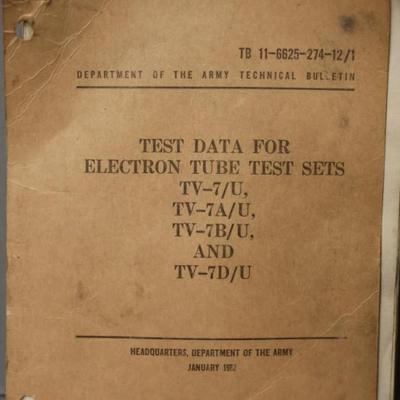 TB 11-6625-274-12/1
DEPARTMENT OF THE ARMY TECHNICAL BULLETIN
TEST DATA FOR
ELECTRON TUBE TEST SETS
TV-7/U,
TV-7A/U,
TV-7B/U,
AND
TV-7D/U
HEADQUARTERS, DEPARTMENT OF THE ARMY
JANUARY